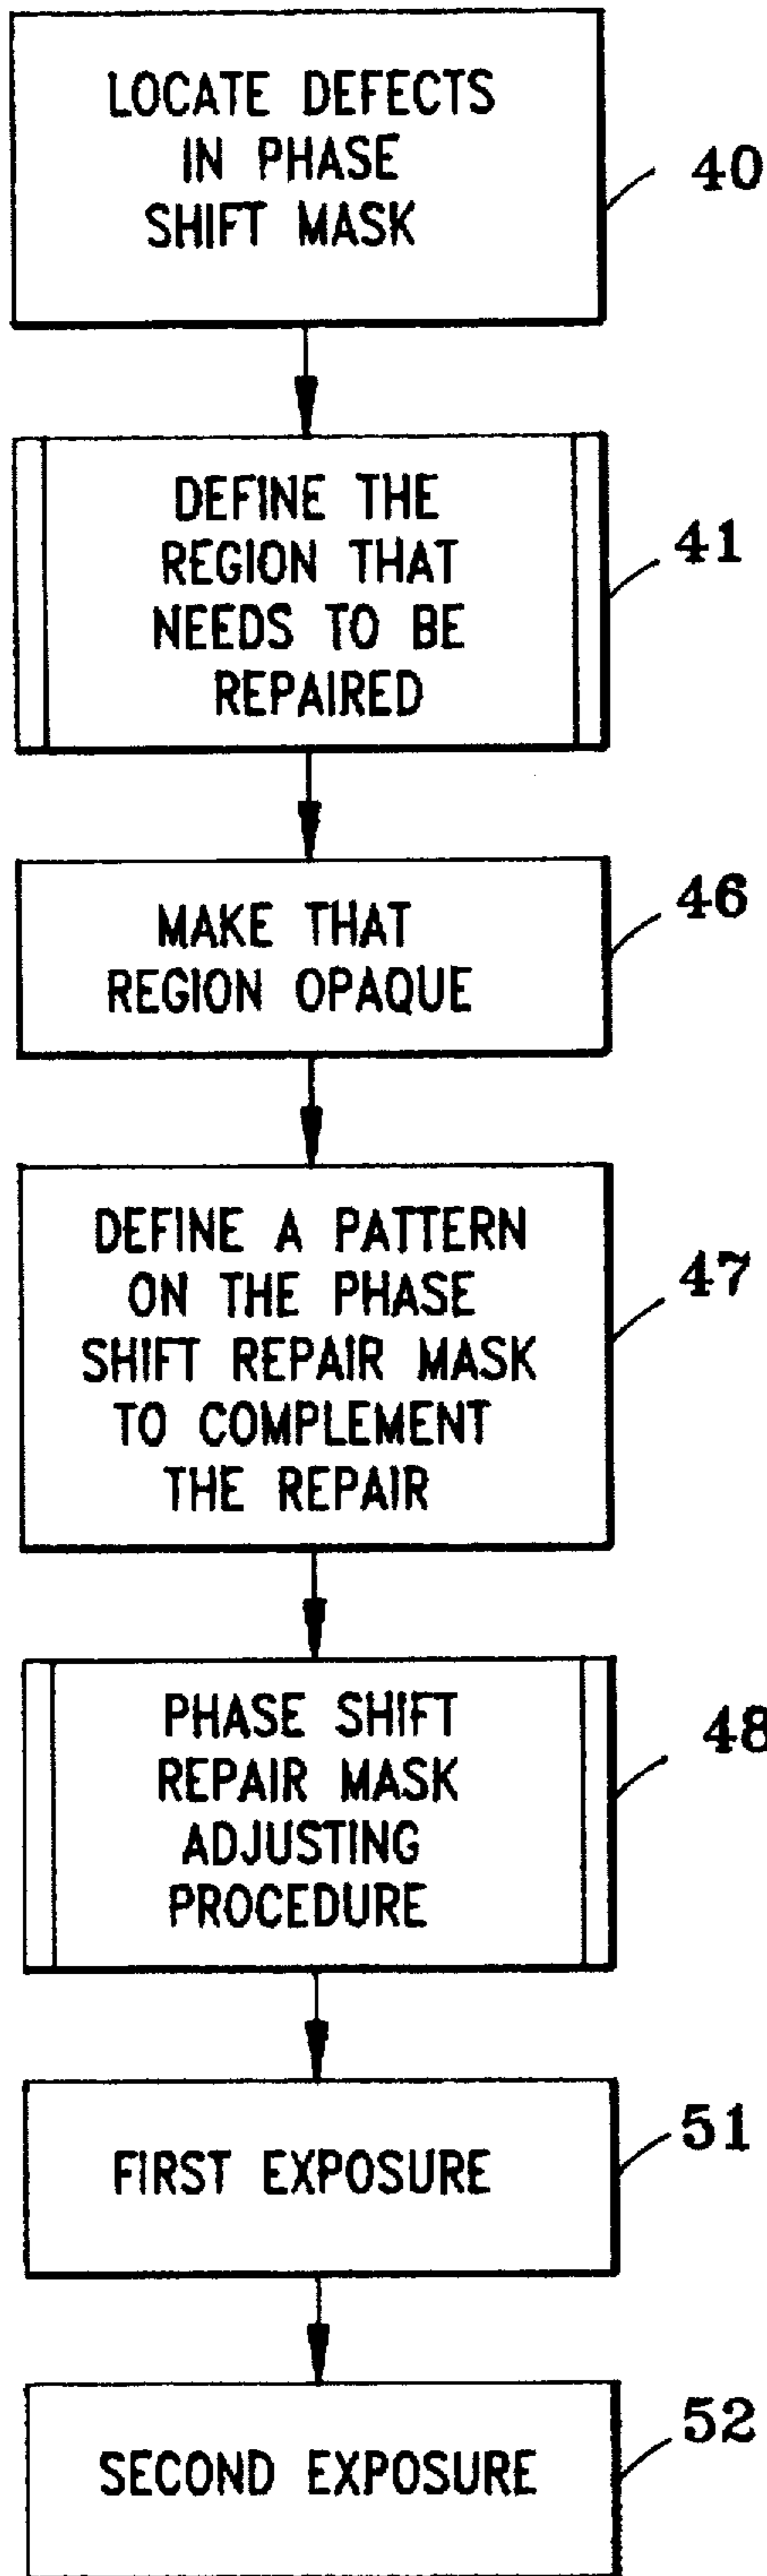 LOCATE DEFECTS
IN PHASE
SHIFT MASK
40
DEFINE THE
REGION THAT
NEEDS TO BE
REPAIRED
41
MAKE THAT
REGION OPAQUE
46
DEFINE A PATTERN
ON THE PHASE
SHIFT REPAIR MASK
TO COMPLEMENT
THE REPAIR
47
PHASE SHIFT
REPAIR MASK
ADJUSTING
PROCEDURE
48
FIRST EXPOSURE
51
SECOND EXPOSURE
52